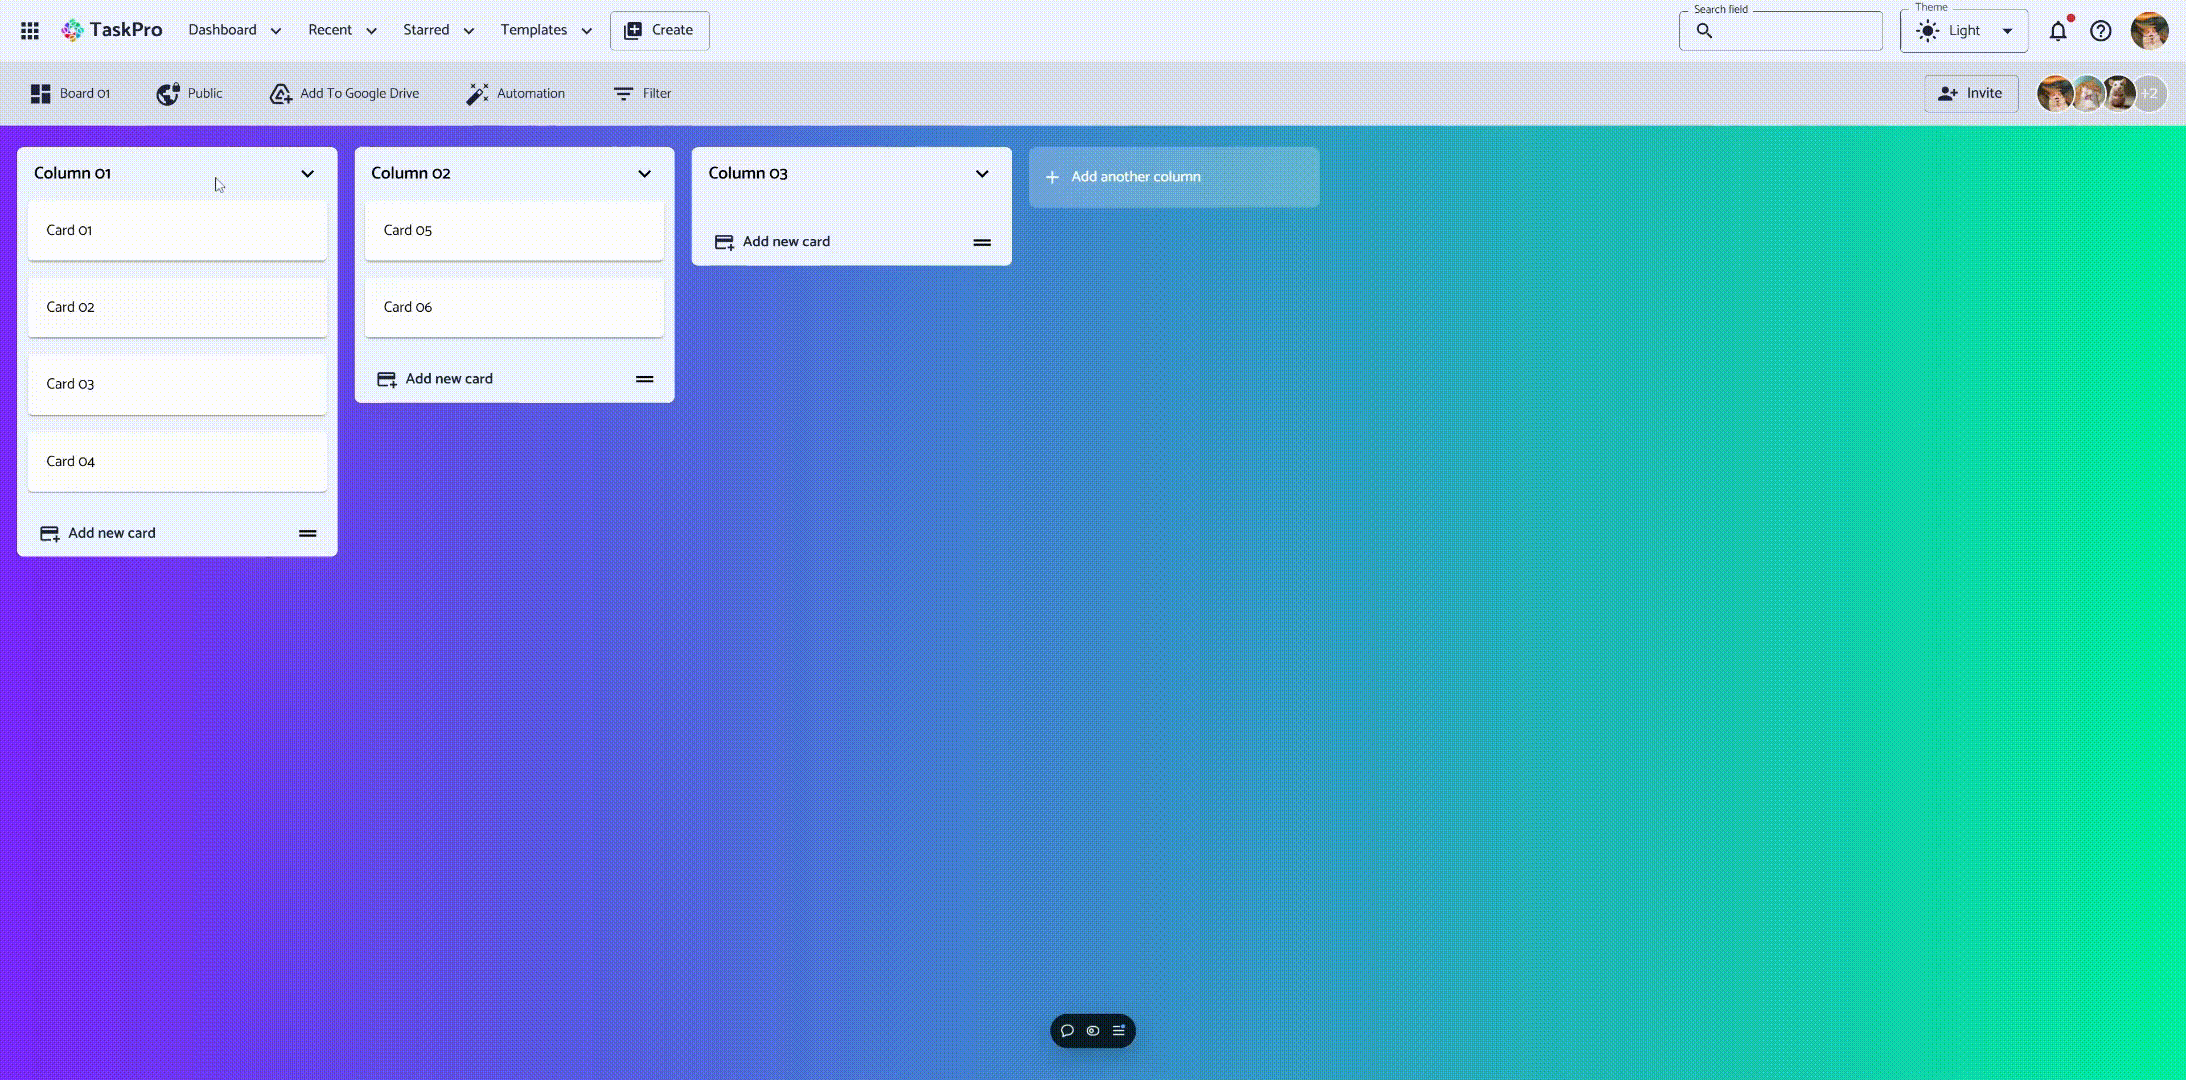 TaskPro Dashboard Recent Starred Templates Create Search field Theme Light
Board 01 Public Add To Google Drive Automation Filter Invite +2
Column 01
Card 01
Card 02
Card 03
Card 04
Add new card
Column 02
Card 05
Card 06
Add new card
Column 03
Add new card
Add another column